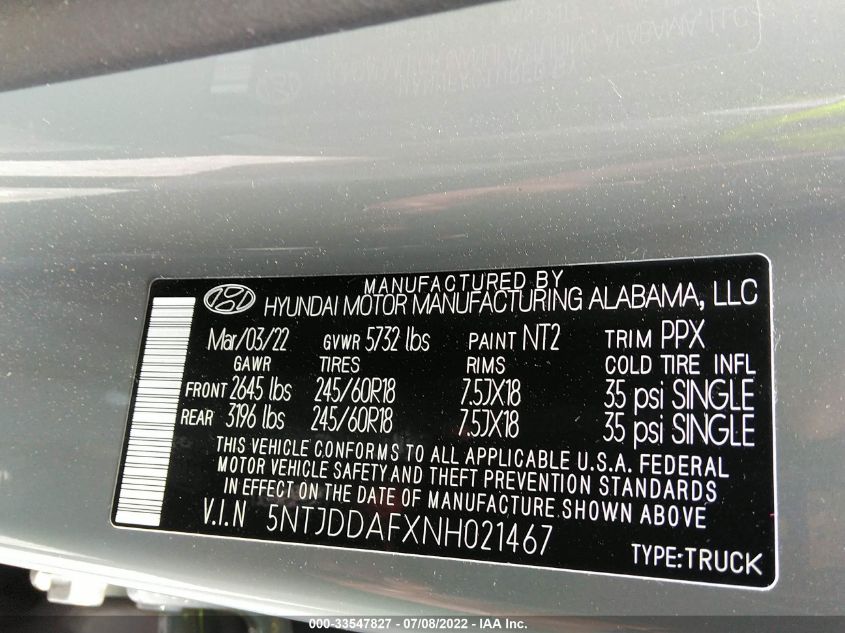 MANUFACTURED BY
HYUNDAI MOTOR MANUFACTURING ALABAMA, LLC
Mar/03/22 GVWR 5732 lbs PAINT NT2 TRIM PPX
GAWR TIRES RIMS COLD TIRE INFL
FRONT 2645 lbs 245/60R18 7.5JX18 35 psi SINGLE
REAR 3196 lbs 245/60R18 7.5JX18 35 psi SINGLE
THIS VEHICLE CONFORMS TO ALL APPLICABLE U.S.A. FEDERAL
MOTOR VEHICLE SAFETY AND THEFT PREVENTION STANDARDS
IN EFFECT ON THE DATE OF MANUFACTURE SHOWN ABOVE
V.I.N 5NTJDDAFXNH021467
TYPE:TRUCK
000-33547827 - 07/08/2022 - IAA Inc.